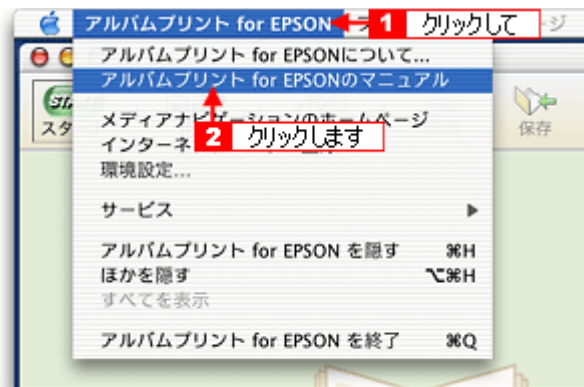 アルバムプリント for EPSON 1 クリックして ージ
アルバムプリント for EPSONについて...
アルバムプリント for EPSONのマニュアル
スタ 保存
メディアナビゲーションのホームページ
インターネ 2 クリックします
環境設定...
サービス
アルバムプリント for EPSON を隠す ⌘H
ほかを隠す ⌥⌘H
すべてを表示
アルバムプリント for EPSON を終了 ⌘Q